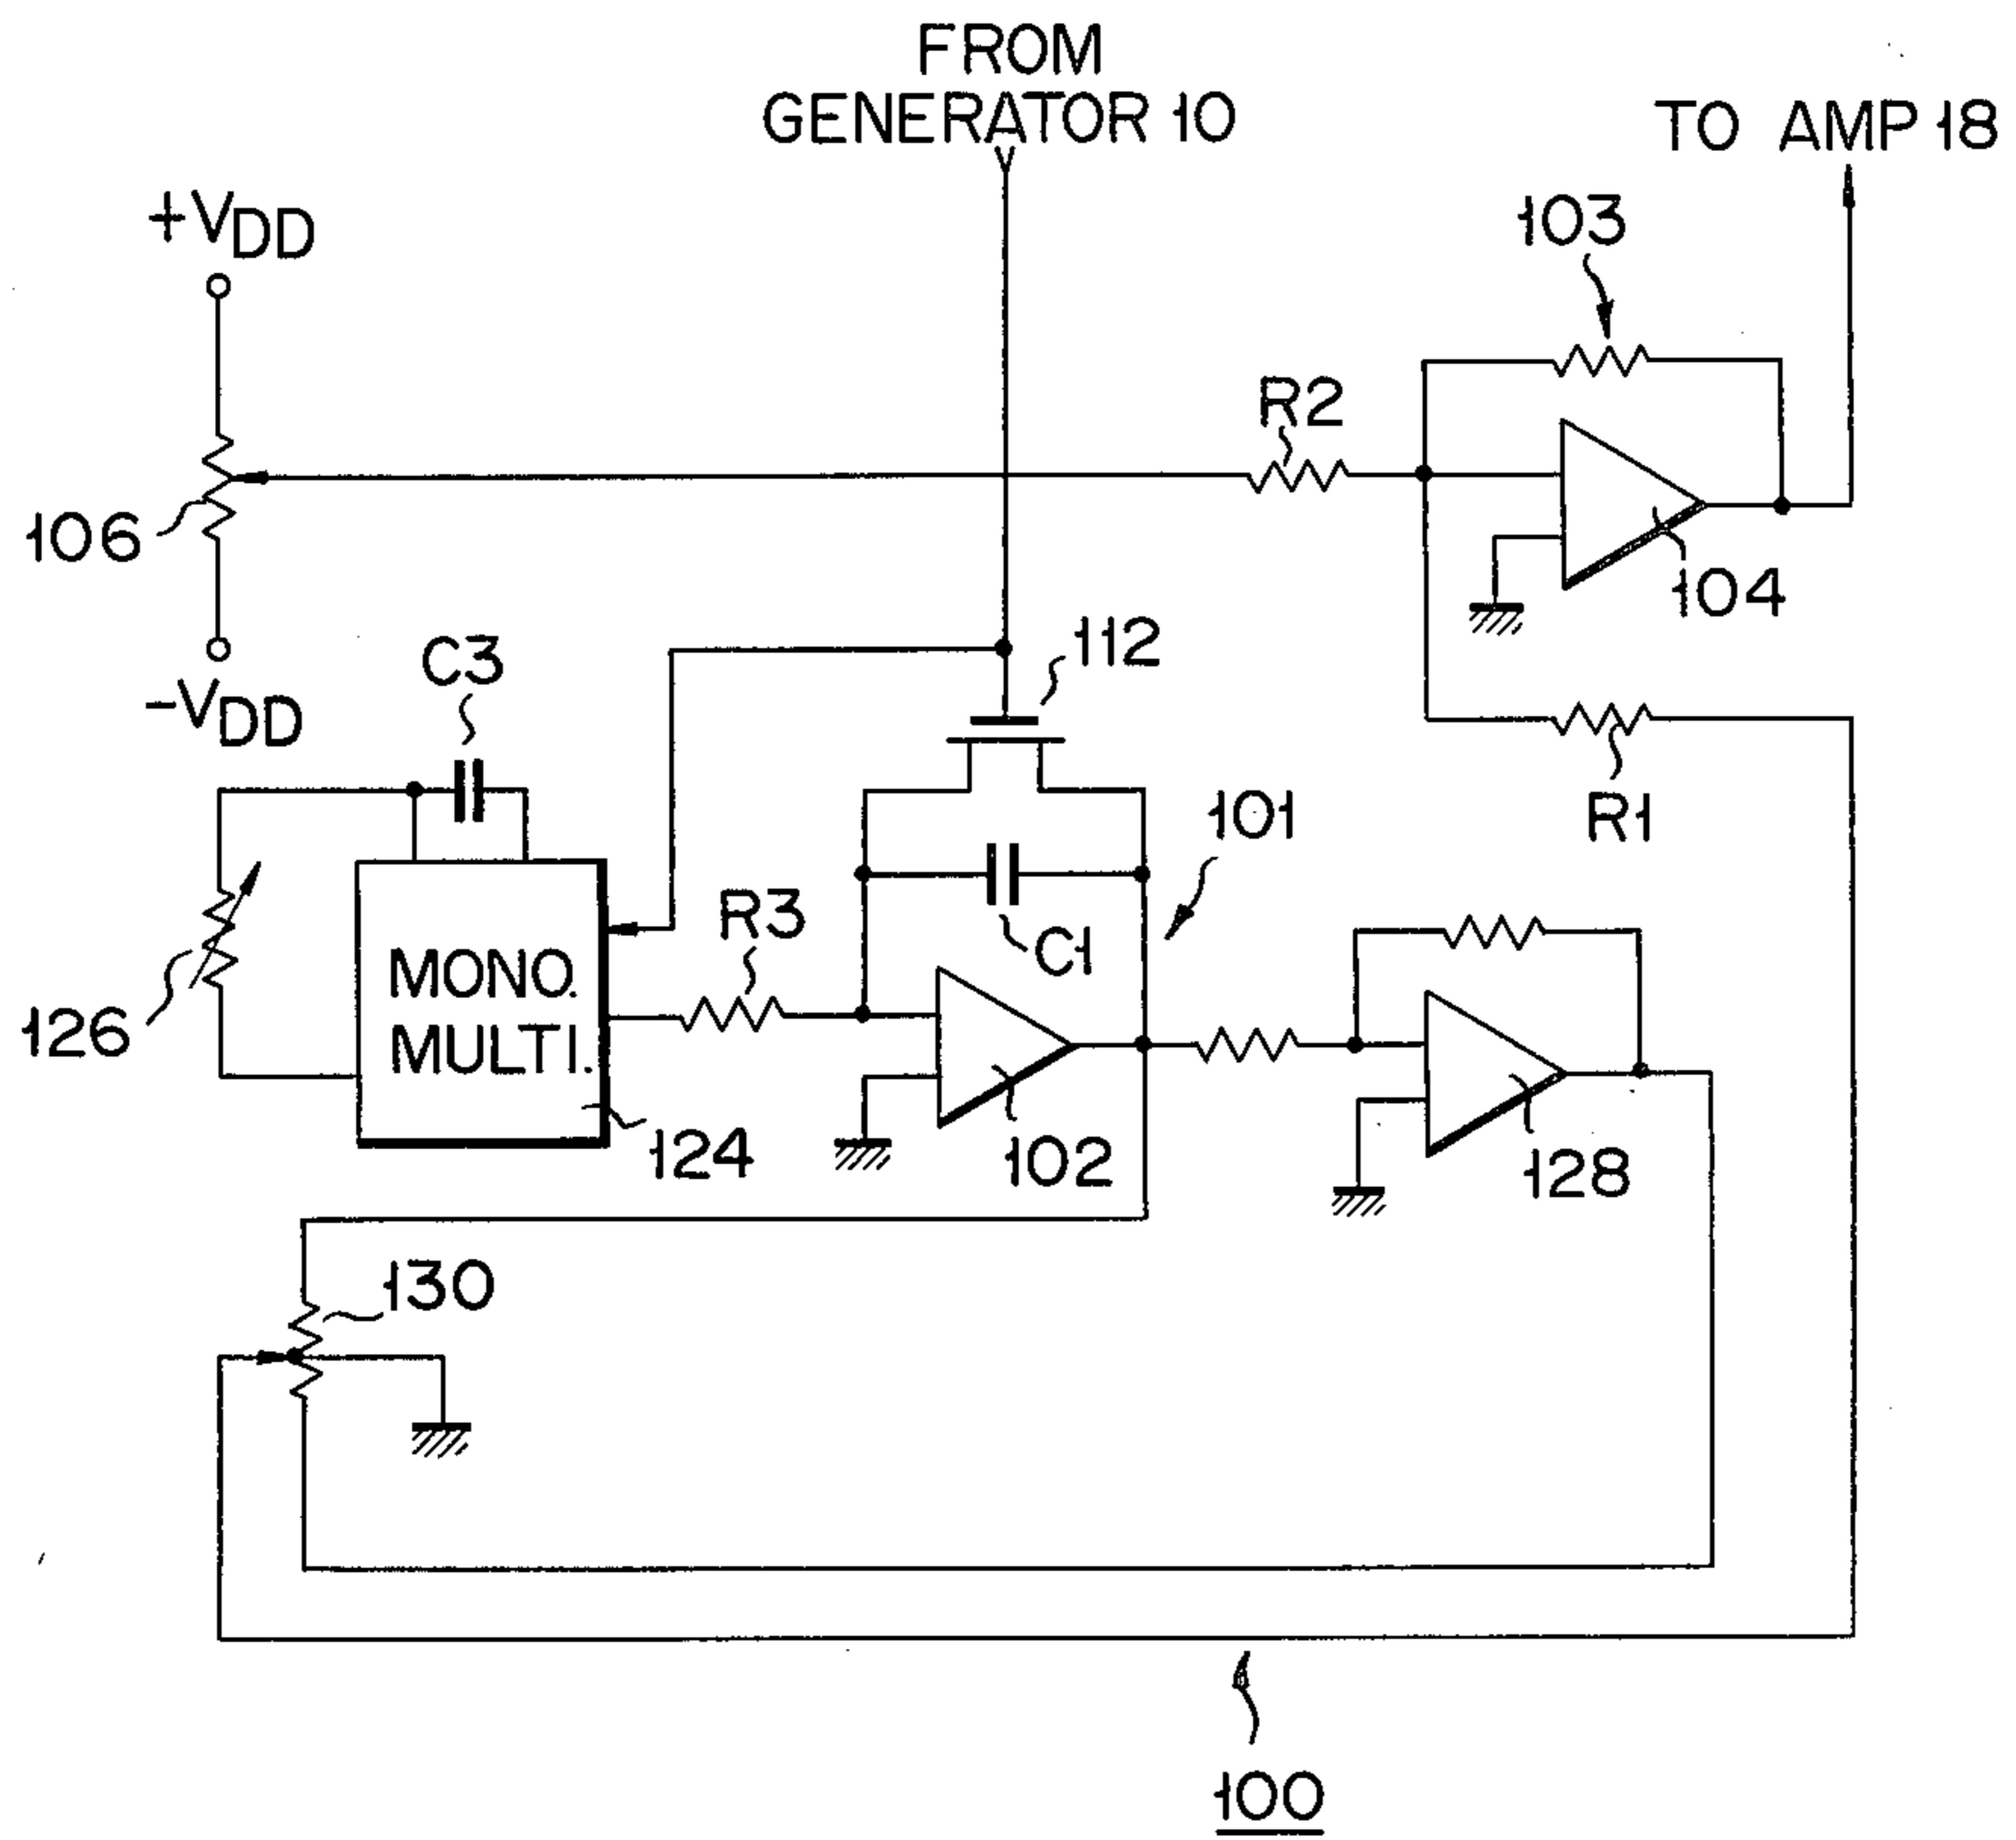 FROM
GENERATOR 10
TO AMP 18
+VDD
103
R2
106
104
-VDD
C3
112
R1
101
R3
C1
MONO.
MULTI.
126
124
102
128
130
100